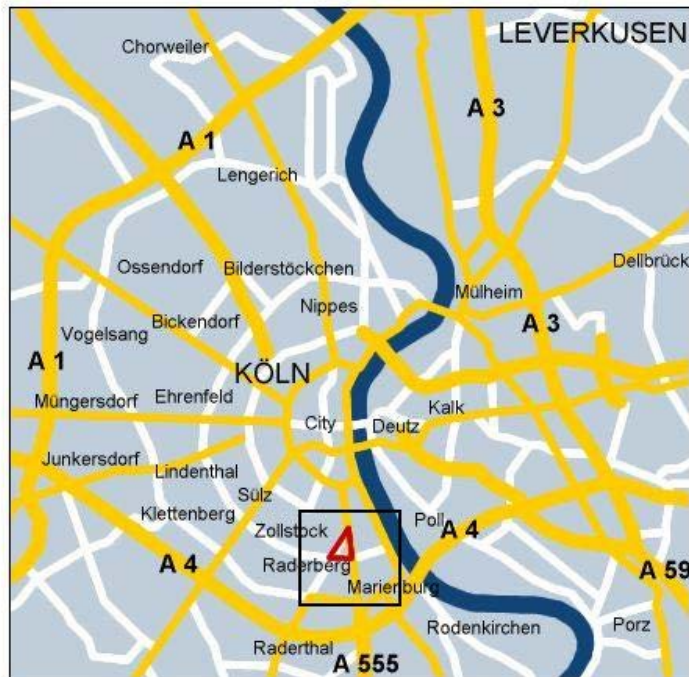 LEVERKUSEN
Chorweiler
A 3
A 1
Lengerich
Dellbrück
Ossendorf
Bilderstöckchen
Mülheim
Nippes
Bickendorf
A 3
Vogelsang
A 1
KÖLN
Ehrenfeld
Müngersdorf
Kalk
City
Deutz
Junkersdorf
Lindenthal
Sülz
Klettenberg
Poll
Zollstock
A 4
A 4
Raderberg
A 59
Marienburg
Rodenkirchen
Porz
Raderthal
A 555